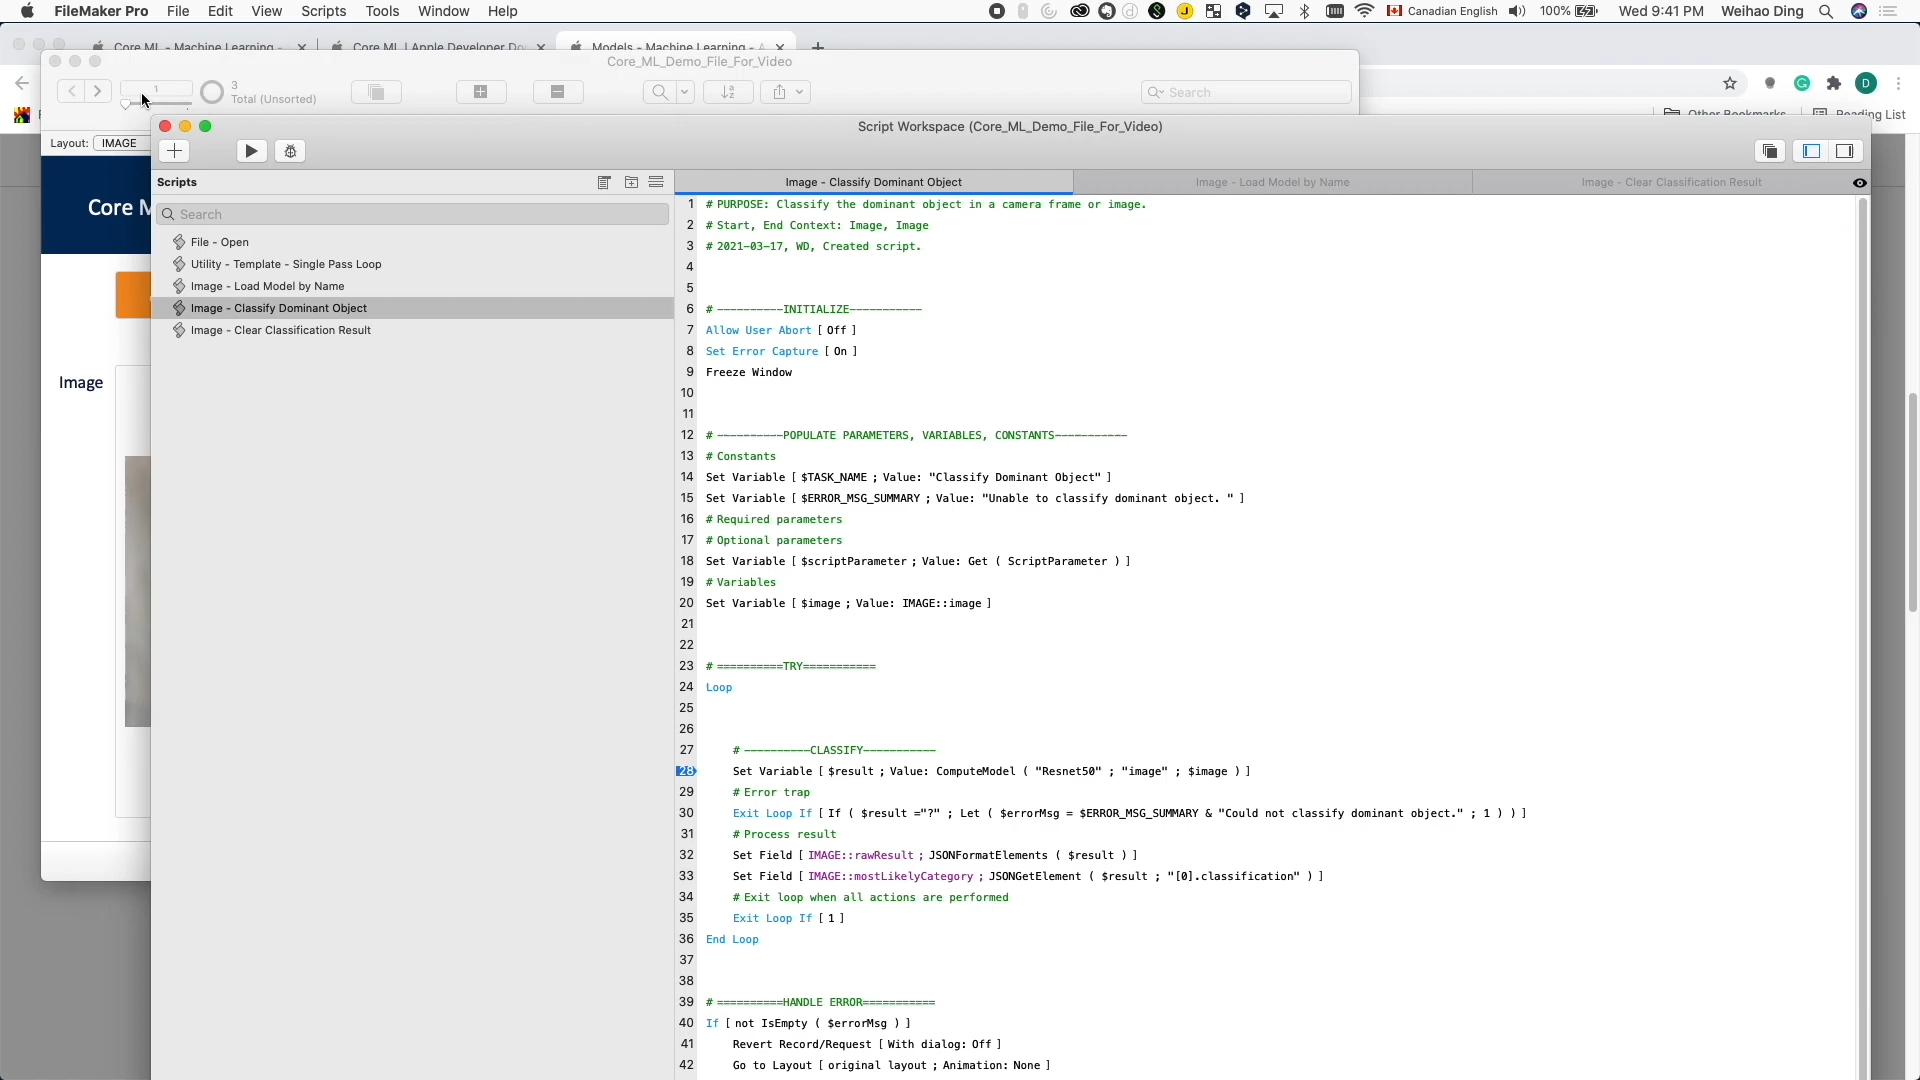 FileMaker Pro File Edit View Scripts Tools Window Help
Canadian English 100% Wed 9:41 PM Weihao Ding
Core ML - Machine Learning -
Core ML | Apple Developer Do
Models - Machine Learning - A
Core_ML_Demo_File_For_Video
1
3
Total (Unsorted)
Search
D
Other Bookmarks
Reading List
Layout: IMAGE
Script Workspace (Core_ML_Demo_File_For_Video)
Core M
Image
Scripts
Search
File - Open
Utility - Template - Single Pass Loop
Image - Load Model by Name
Image - Classify Dominant Object
Image - Clear Classification Result
Image - Classify Dominant Object
Image - Load Model by Name
Image - Clear Classification Result
1 # PURPOSE: Classify the dominant object in a camera frame or image.
2 # Start, End Context: Image, Image
3 # 2021-03-17, WD, Created script.
4
5
6 # ----------INITIALIZE-----------
7 Allow User Abort [ Off ]
8 Set Error Capture [ On ]
9 Freeze Window
10
11
12 # ----------POPULATE PARAMETERS, VARIABLES, CONSTANTS-----------
13 # Constants
14 Set Variable [ $TASK_NAME ; Value: "Classify Dominant Object" ]
15 Set Variable [ $ERROR_MSG_SUMMARY ; Value: "Unable to classify dominant object. " ]
16 # Required parameters
17 # Optional parameters
18 Set Variable [ $scriptParameter ; Value: Get ( ScriptParameter ) ]
19 # Variables
20 Set Variable [ $image ; Value: IMAGE::image ]
21
22
23 # ==========TRY===========
24 Loop
25
26
27 # ----------CLASSIFY-----------
28 Set Variable [ $result ; Value: ComputeModel ( "Resnet50" ; "image" ; $image ) ]
29 # Error trap
30 Exit Loop If [ If ( $result ="?" ; Let ( $errorMsg = $ERROR_MSG_SUMMARY & "Could not classify dominant object." ; 1 ) ) ]
31 # Process result
32 Set Field [ IMAGE::rawResult ; JSONFormatElements ( $result ) ]
33 Set Field [ IMAGE::mostLikelyCategory ; JSONGetElement ( $result ; "[0].classification" ) ]
34 # Exit loop when all actions are performed
35 Exit Loop If [ 1 ]
36 End Loop
37
38
39 # ==========HANDLE ERROR===========
40 If [ not IsEmpty ( $errorMsg ) ]
41 Revert Record/Request [ With dialog: Off ]
42 Go to Layout [ original layout ; Animation: None ]